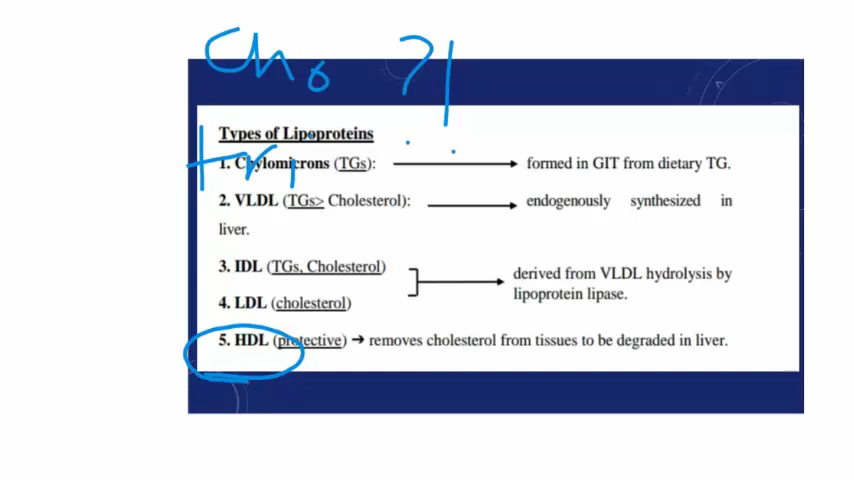 Cho ?!
Types of Lipoproteins
tri
1. Chylomicrons (TGs): → formed in GIT from dietary TG.
2. VLDL (TGs> Cholesterol): → endogenously synthesized in
liver.
3. IDL (TGs, Cholesterol)
derived from VLDL hydrolysis by
4. LDL (cholesterol)
lipoprotein lipase.
5. HDL (protective) ➔ removes cholesterol from tissues to be degraded in liver.